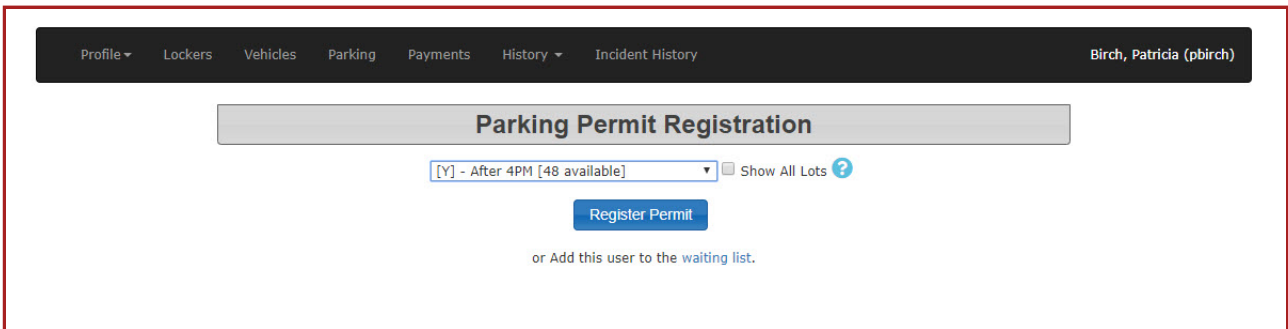 Profile Lockers Vehicles Parking Payments History Incident History Birch, Patricia (pbirch)
Parking Permit Registration
[Y] - After 4PM [48 available] Show All Lots ?
Register Permit
or Add this user to the waiting list.